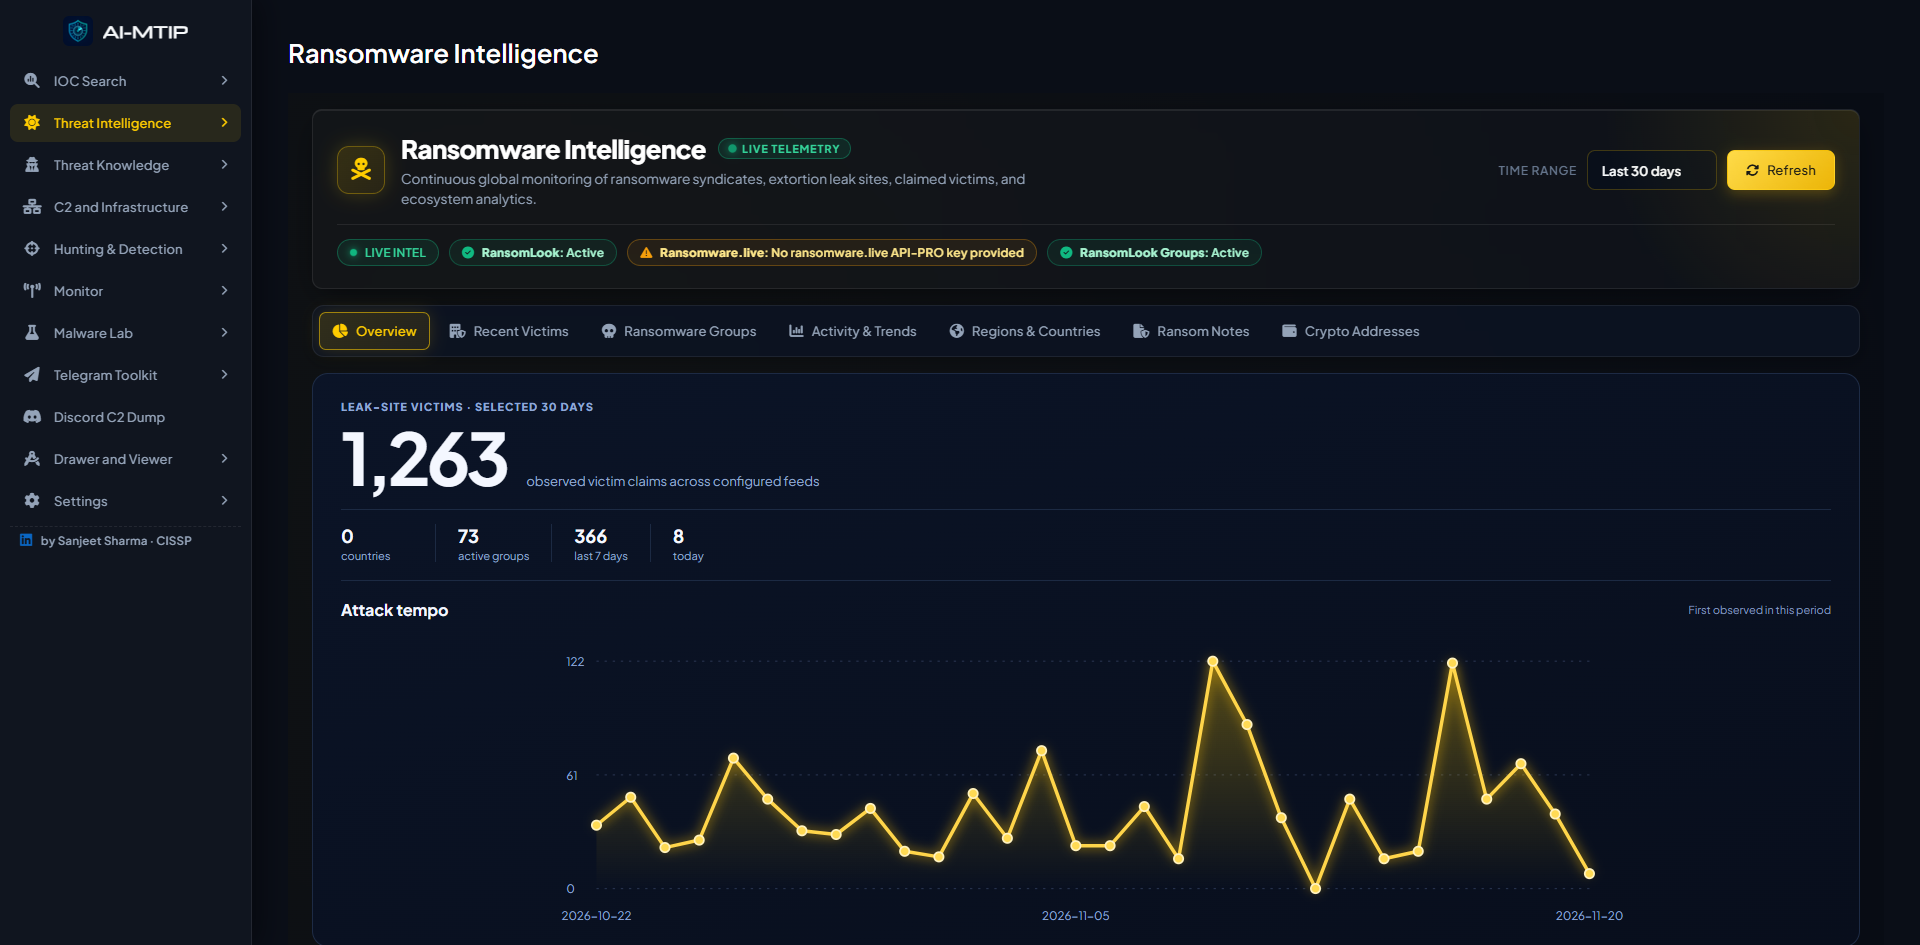 AI-MTIP
IOC Search
Threat Intelligence
Threat Knowledge
C2 and Infrastructure
Hunting & Detection
Monitor
Malware Lab
Telegram Toolkit
Discord C2 Dump
Drawer and Viewer
Settings
by Sanjeet Sharma · CISSP
Ransomware Intelligence
Ransomware Intelligence
LIVE TELEMETRY
Continuous global monitoring of ransomware syndicates, extortion leak sites, claimed victims, and
ecosystem analytics.
TIME RANGE
Last 30 days
Refresh
LIVE INTEL
RansomLook: Active
Ransomware.live: No ransomware.live API-PRO key provided
RansomLook Groups: Active
Overview
Recent Victims
Ransomware Groups
Activity & Trends
Regions & Countries
Ransom Notes
Crypto Addresses
LEAK-SITE VICTIMS · SELECTED 30 DAYS
1,263
observed victim claims across configured feeds
0
countries
73
active groups
366
last 7 days
8
today
Attack tempo
First observed in this period
122
61
0
2026-10-22
2026-11-05
2026-11-20